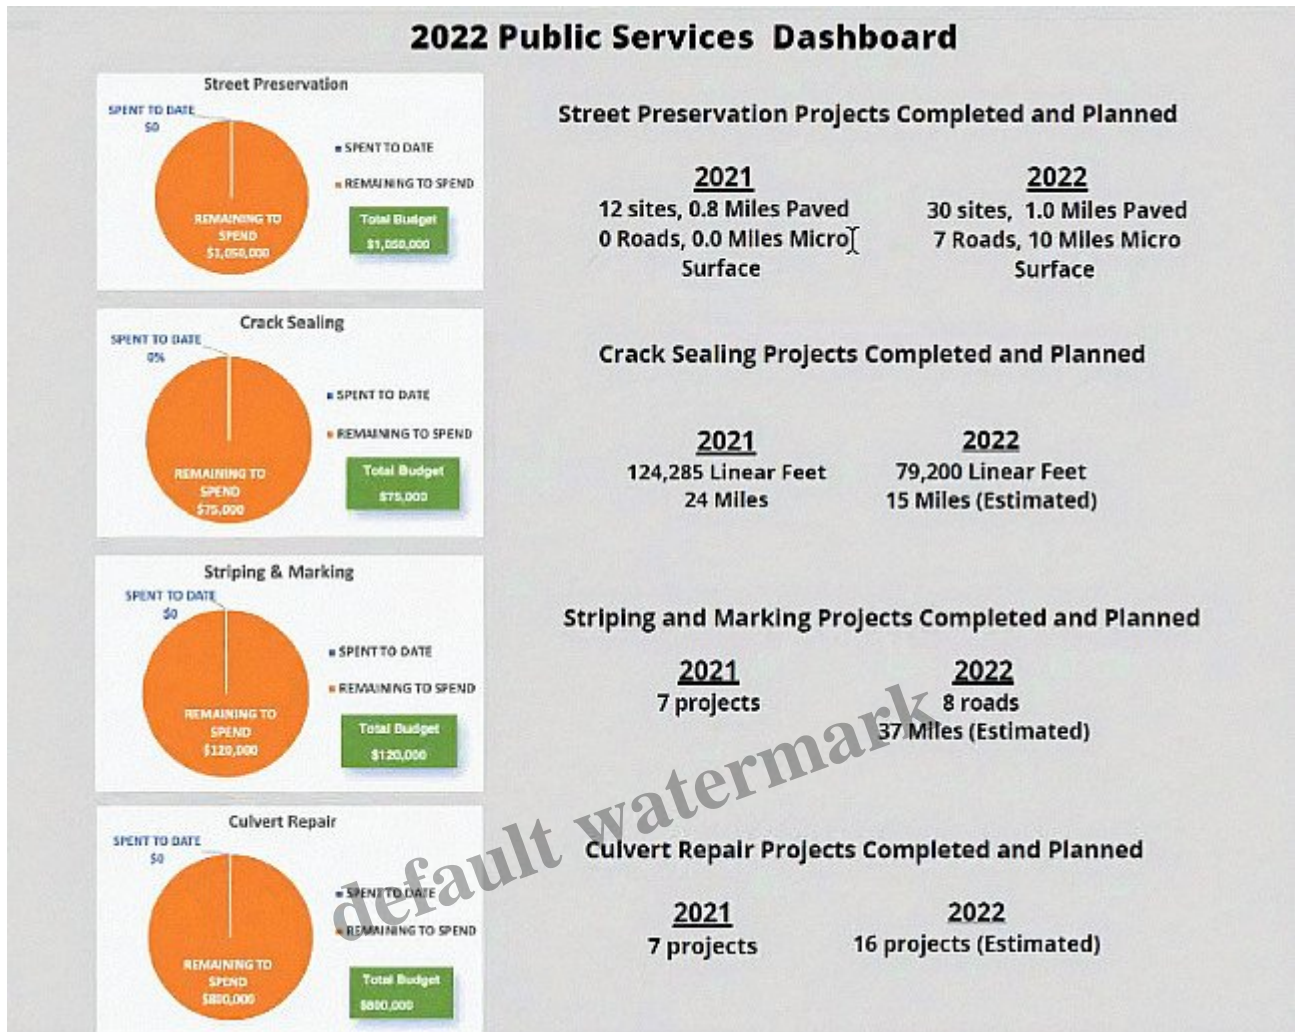 2022 Public Services Dashboard
Street Preservation
SPENT TO DATE
$0
SPENT TO DATE
REMAINING TO SPEND
REMAINING TO
SPEND
$1,050,000
Total Budget
$1,050,000
Street Preservation Projects Completed and Planned
2021
12 sites, 0.8 Miles Paved
0 Roads, 0.0 Miles Micro
Surface
2022
30 sites, 1.0 Miles Paved
7 Roads, 10 Miles Micro
Surface
Crack Sealing
SPENT TO DATE
0%
SPENT TO DATE
REMAINING TO SPEND
REMAINING TO
SPEND
$75,000
Total Budget
$75,000
Crack Sealing Projects Completed and Planned
2021
124,285 Linear Feet
24 Miles
2022
79,200 Linear Feet
15 Miles (Estimated)
Striping & Marking
SPENT TO DATE
$0
SPENT TO DATE
REMAINING TO SPEND
REMAINING TO
SPEND
$120,000
Total Budget
$120,000
Striping and Marking Projects Completed and Planned
2021
7 projects
2022
8 roads
37 Miles (Estimated)
Culvert Repair
SPENT TO DATE
$0
SPENT TO DATE
REMAINING TO SPEND
REMAINING TO
SPEND
$800,000
Total Budget
$800,000
Culvert Repair Projects Completed and Planned
2021
7 projects
2022
16 projects (Estimated)
default watermark